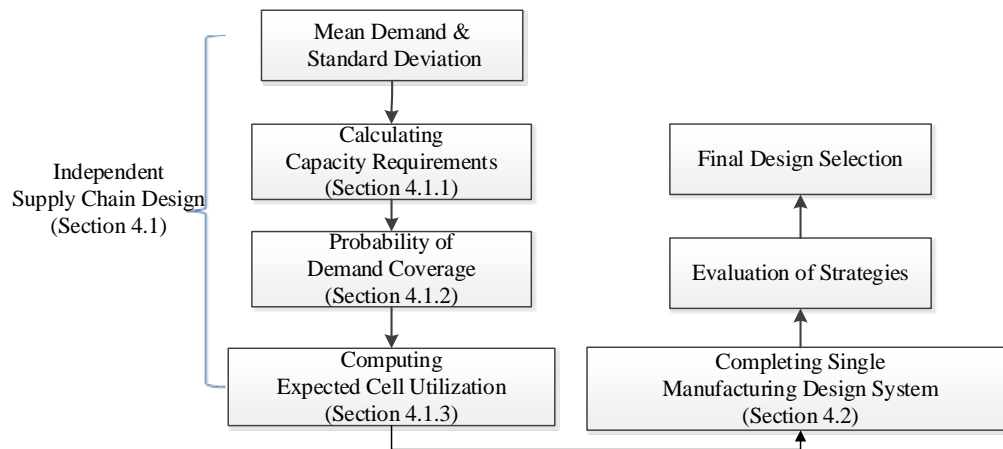 Mean Demand &
Standard Deviation
Calculating
Capacity Requirements
(Section 4.1.1)
Probability of
Demand Coverage
(Section 4.1.2)
Computing
Expected Cell Utilization
(Section 4.1.3)
Independent
Supply Chain Design
(Section 4.1)
Final Design Selection
Evaluation of Strategies
Completing Single
Manufacturing Design System
(Section 4.2)